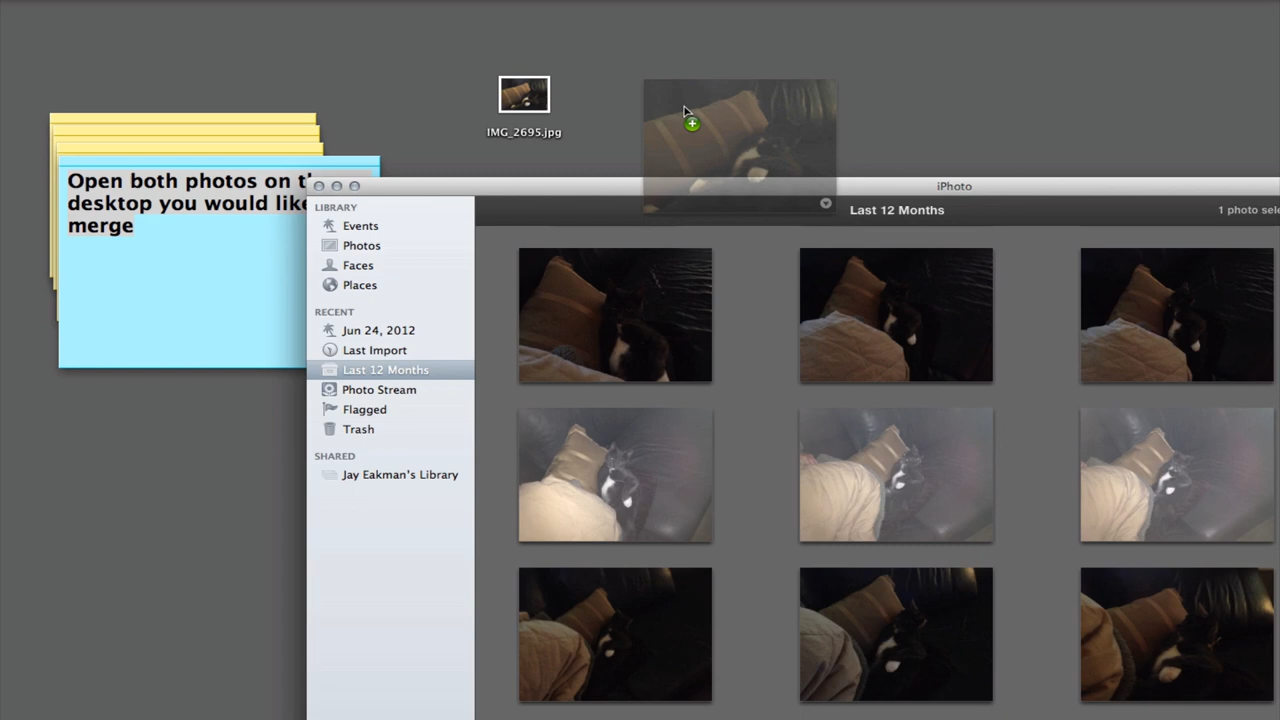 IMG_2695.jpg
Open both photos on th
desktop you would like
merge
iPhoto
LIBRARY
Events
Photos
Faces
Places
RECENT
Jun 24, 2012
Last Import
Last 12 Months
Photo Stream
Flagged
Trash
SHARED
Jay Eakman's Library
Last 12 Months
1 photo sele